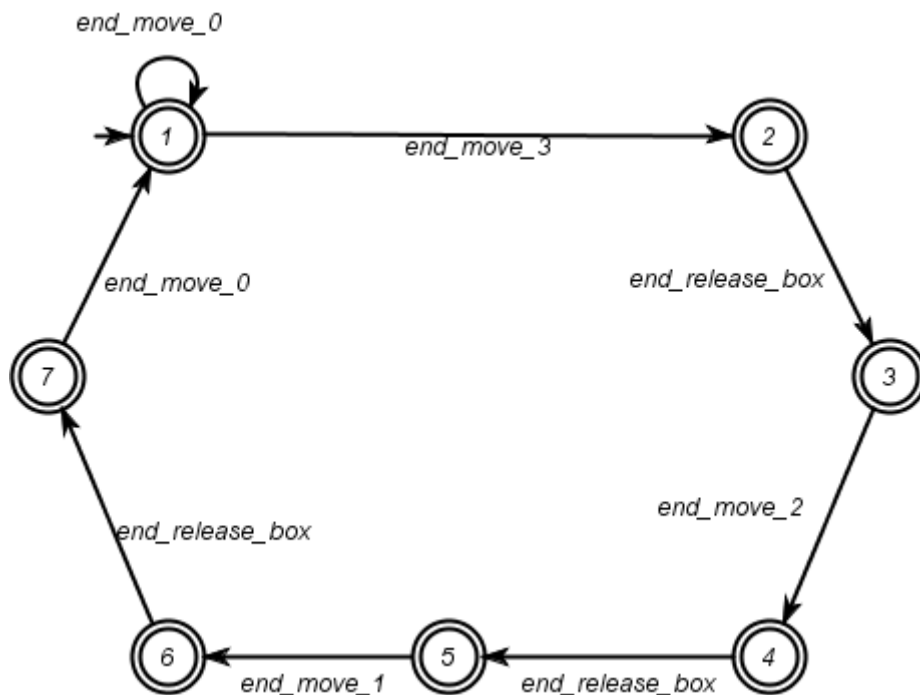 end_move_0
1
end_move_3
2
end_move_0
end_release_box
7
3
end_release_box
end_move_2
6
end_move_1
5
end_release_box
4